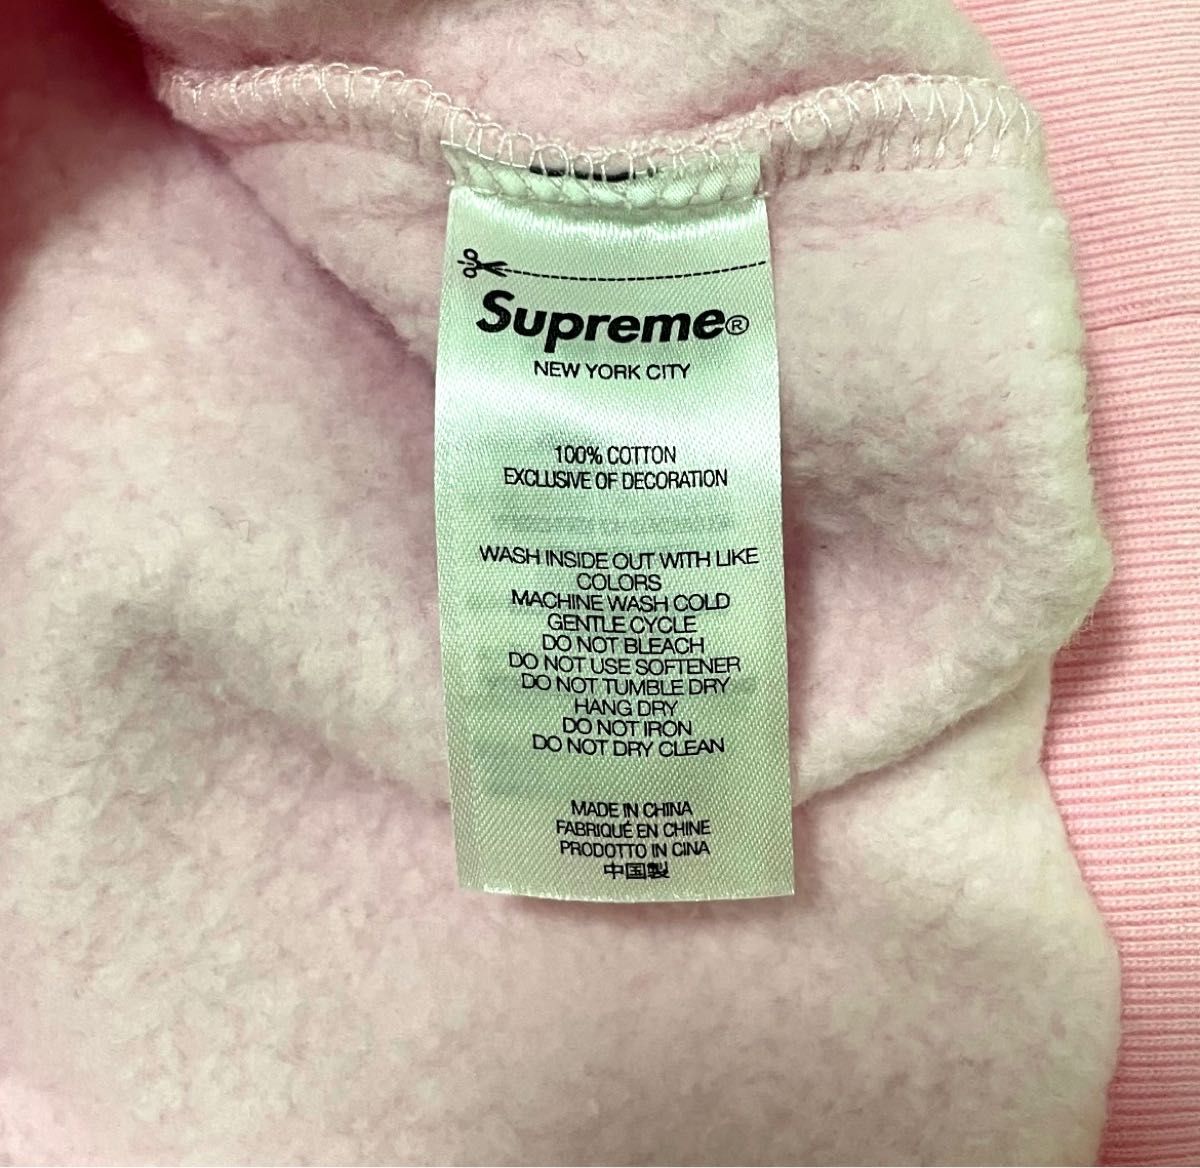 Supreme®
NEW YORK CITY
100% COTTON
EXCLUSIVE OF DECORATION
WASH INSIDE OUT WITH LIKE
COLORS
MACHINE WASH COLD
GENTLE CYCLE
DO NOT BLEACH
DO NOT USE SOFTENER
DO NOT TUMBLE DRY
HANG DRY
DO NOT IRON
DO NOT DRY CLEAN
MADE IN CHINA
FABRIQUÉ EN CHINE
PRODOTTO IN CINA
中国製